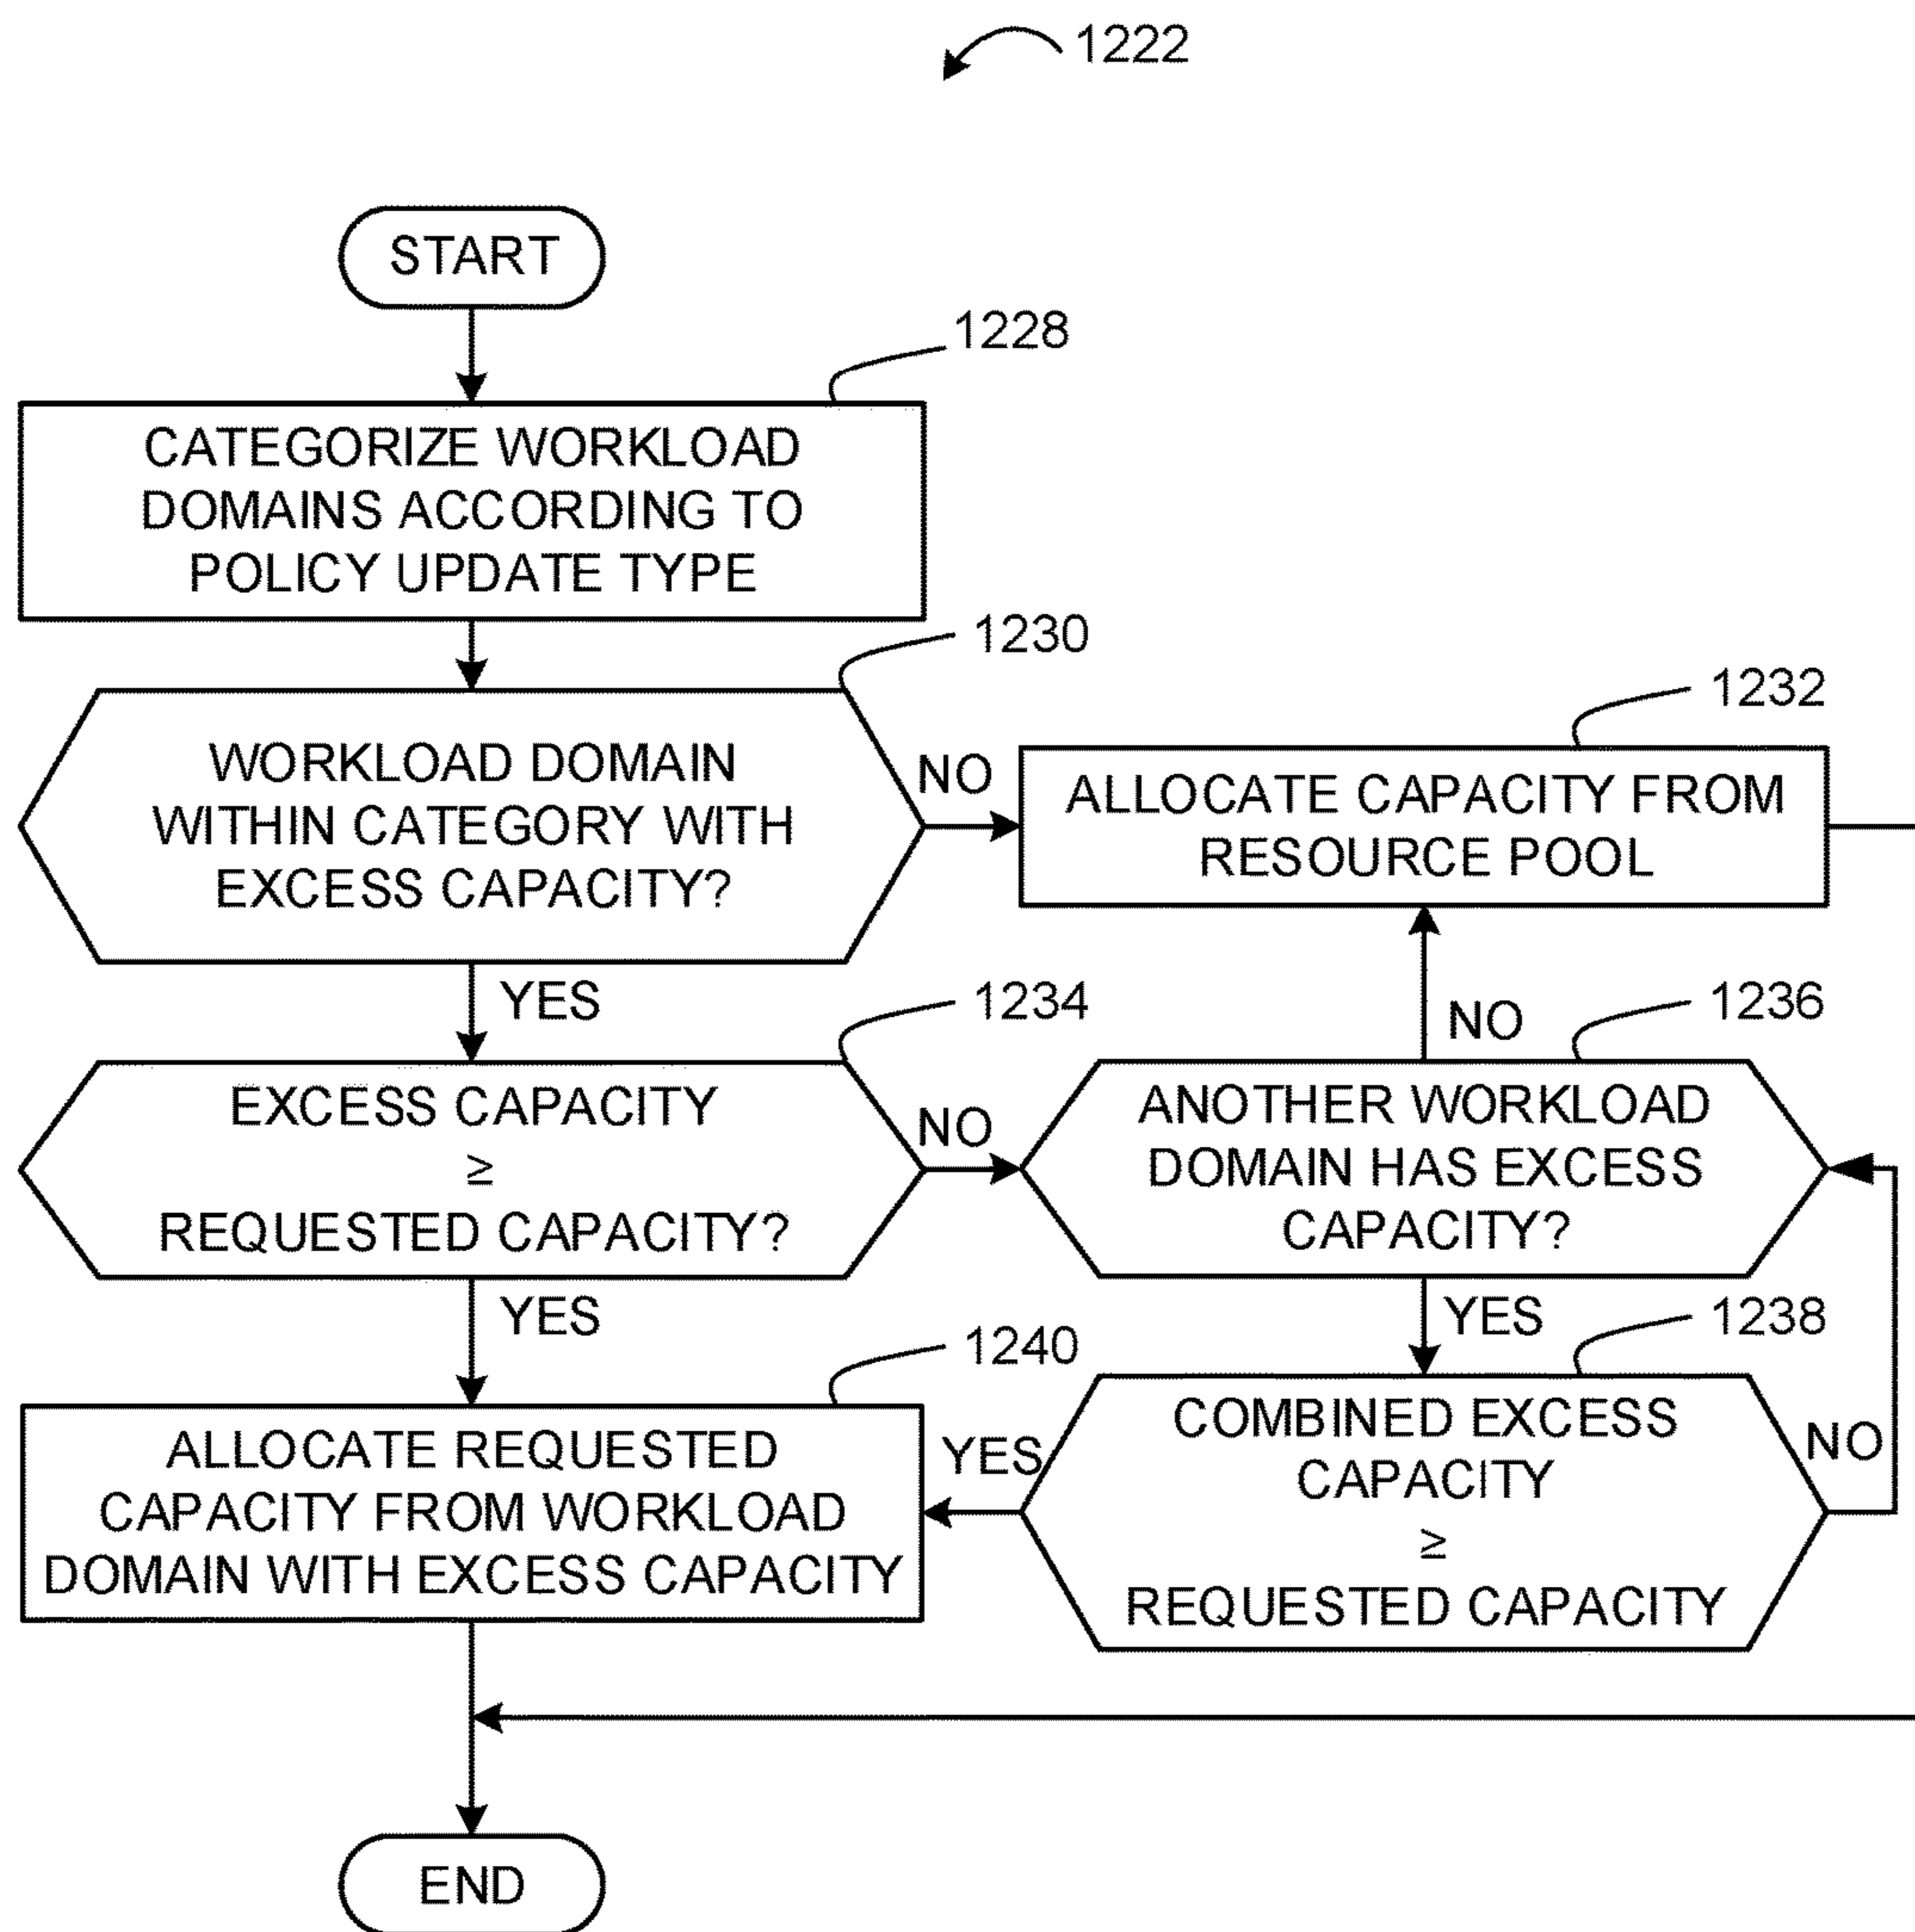 1222
START
1228
CATEGORIZE WORKLOAD
DOMAINS ACCORDING TO
POLICY UPDATE TYPE
1230
WORKLOAD DOMAIN
WITHIN CATEGORY WITH
EXCESS CAPACITY?
NO
1232
ALLOCATE CAPACITY FROM
RESOURCE POOL
YES
1234
EXCESS CAPACITY
≥
REQUESTED CAPACITY?
NO
NO
1236
ANOTHER WORKLOAD
DOMAIN HAS EXCESS
CAPACITY?
YES
YES
1238
COMBINED EXCESS
CAPACITY
≥
REQUESTED CAPACITY
NO
YES
1240
ALLOCATE REQUESTED
CAPACITY FROM WORKLOAD
DOMAIN WITH EXCESS CAPACITY
END